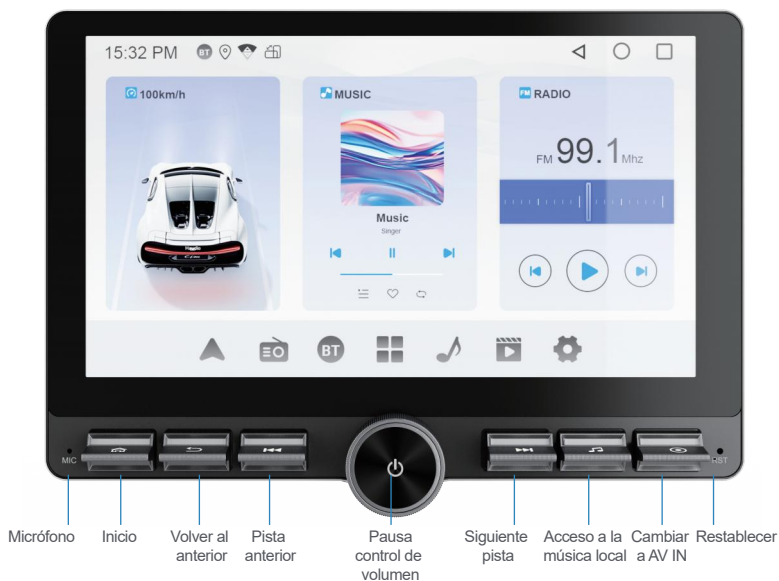 15:32 PM BT
100km/h
MUSIC
Music
Singer
FM RADIO
FM 99.1 Mhz
BT
MIC
RST
Micrófono
Inicio
Volver al
anterior
Pista
anterior
Pausa
control de
volumen
Siguiente
pista
Acceso a la
música local
Cambiar
a AV IN
Restablecer